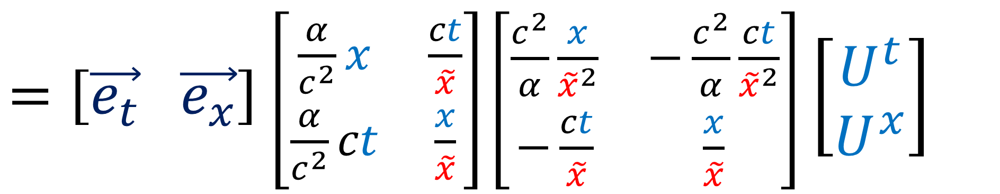 = [\overrightarrow{e_t} \quad \overrightarrow{e_x}] \begin{bmatrix} \frac{\alpha}{c^2} x & \frac{ct}{\tilde{x}} \\ \frac{\alpha}{c^2} ct & \frac{x}{\tilde{x}} \end{bmatrix} \begin{bmatrix} \frac{c^2}{\alpha} \frac{x}{\tilde{x}^2} & -\frac{c^2}{\alpha} \frac{ct}{\tilde{x}^2} \\ -\frac{ct}{\tilde{x}} & \frac{x}{\tilde{x}} \end{bmatrix} \begin{bmatrix} U^t \\ U^x \end{bmatrix}